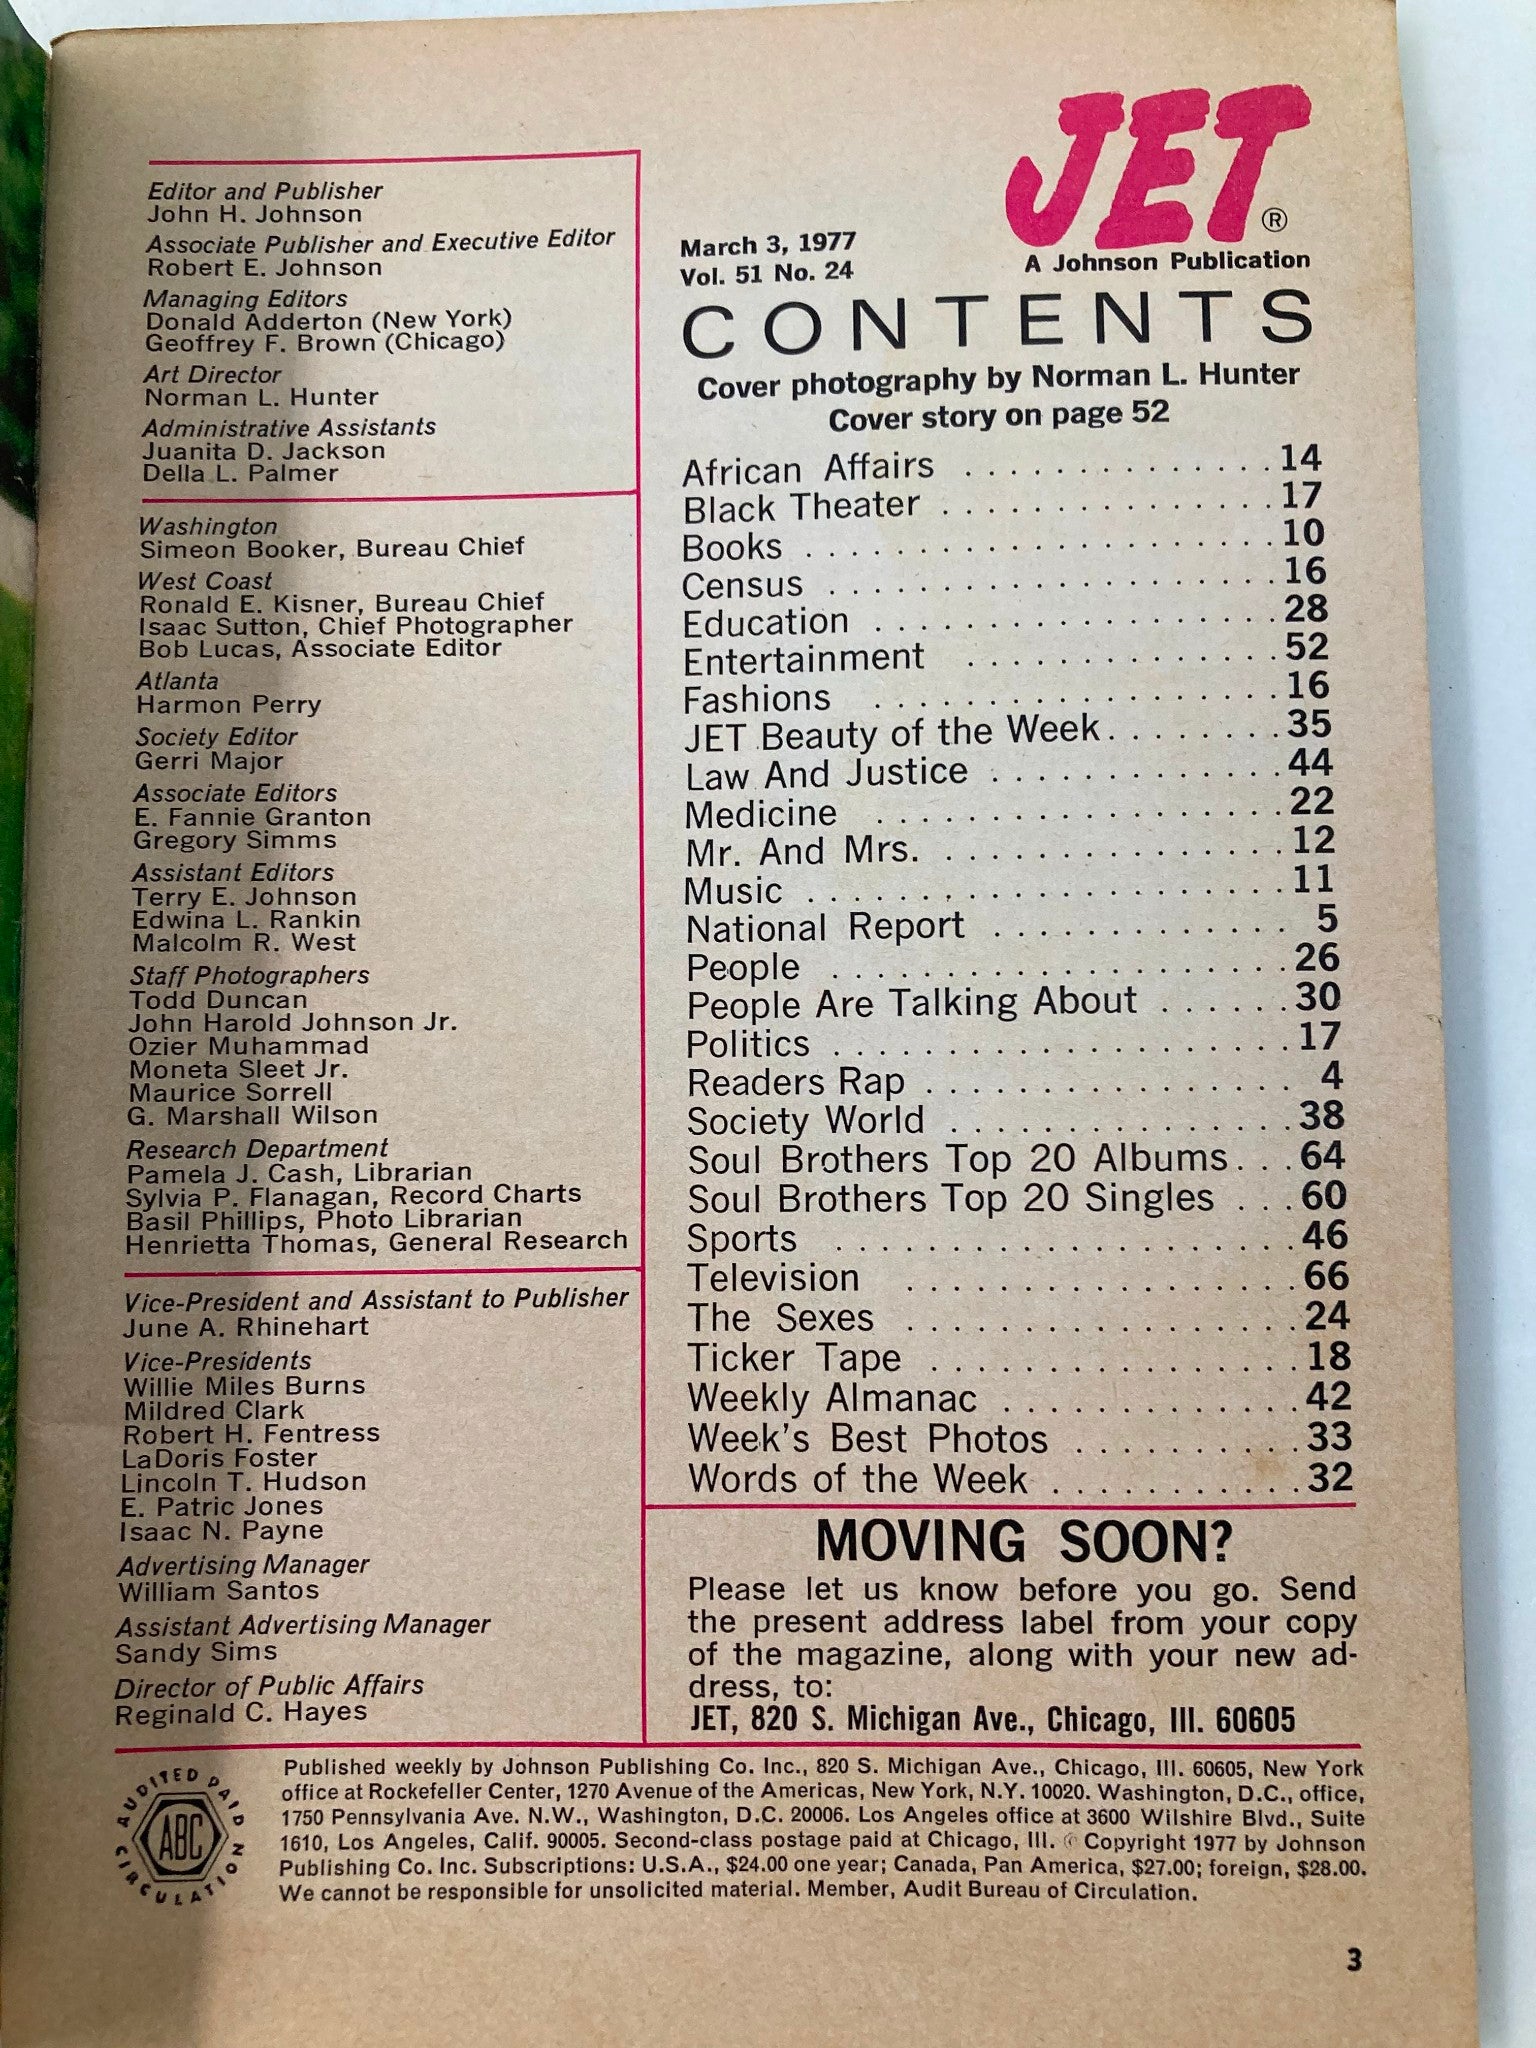 Editor and Publisher
John H. Johnson
Associate Publisher and Executive Editor
Robert E. Johnson
Managing Editors
Donald Adderton (New York)
Geoffrey F. Brown (Chicago)
Art Director
Norman L. Hunter
Administrative Assistants
Juanita D. Jackson
Della L. Palmer
Washington
Simeon Booker, Bureau Chief
West Coast
Ronald E. Kisner, Bureau Chief
Isaac Sutton, Chief Photographer
Bob Lucas, Associate Editor
Atlanta
Harmon Perry
Society Editor
Gerri Major
Associate Editors
E. Fannie Granton
Gregory Simms
Assistant Editors
Terry E. Johnson
Edwina L. Rankin
Malcolm R. West
Staff Photographers
Todd Duncan
John Harold Johnson Jr.
Ozier Muhammad
Moneta Sleet Jr.
Maurice Sorrell
G. Marshall Wilson
Research Department
Pamela J. Cash, Librarian
Sylvia P. Flanagan, Record Charts
Basil Phillips, Photo Librarian
Henrietta Thomas, General Research
Vice-President and Assistant to Publisher
June A. Rhinehart
Vice-Presidents
Willie Miles Burns
Mildred Clark
Robert H. Fentress
LaDoris Foster
Lincoln T. Hudson
E. Patric Jones
Isaac N. Payne
Advertising Manager
William Santos
Assistant Advertising Manager
Sandy Sims
Director of Public Affairs
Reginald C. Hayes
JET®
A Johnson Publication
March 3, 1977
Vol. 51 No. 24
CONTENTS
Cover photography by Norman L. Hunter
Cover story on page 52
African Affairs . . . . . . . . . . . . . . 14
Black Theater . . . . . . . . . . . . . . . 17
Books . . . . . . . . . . . . . . . . . . . . . 10
Census . . . . . . . . . . . . . . . . . . . . 16
Education . . . . . . . . . . . . . . . . . . 28
Entertainment . . . . . . . . . . . . . . 52
Fashions . . . . . . . . . . . . . . . . . . 16
JET Beauty of the Week . . . . . . . . 35
Law And Justice . . . . . . . . . . . . . 44
Medicine . . . . . . . . . . . . . . . . . . 22
Mr. And Mrs. . . . . . . . . . . . . . . . . 12
Music . . . . . . . . . . . . . . . . . . . . . 11
National Report . . . . . . . . . . . . . 5
People . . . . . . . . . . . . . . . . . . . . 26
People Are Talking About . . . . . . 30
Politics . . . . . . . . . . . . . . . . . . . . 17
Readers Rap . . . . . . . . . . . . . . . . 4
Society World . . . . . . . . . . . . . . . 38
Soul Brothers Top 20 Albums . . . 64
Soul Brothers Top 20 Singles . . . 60
Sports . . . . . . . . . . . . . . . . . . . . 46
Television . . . . . . . . . . . . . . . . . 66
The Sexes . . . . . . . . . . . . . . . . . 24
Ticker Tape . . . . . . . . . . . . . . . . 18
Weekly Almanac . . . . . . . . . . . . . 42
Week's Best Photos . . . . . . . . . . 33
Words of the Week . . . . . . . . . . . 32
MOVING SOON?
Please let us know before you go. Send
the present address label from your copy
of the magazine, along with your new ad-
dress, to:
JET, 820 S. Michigan Ave., Chicago, Ill. 60605
AUDITED PAID CIRCULATION
ABC
Published weekly by Johnson Publishing Co. Inc., 820 S. Michigan Ave., Chicago, Ill. 60605, New York
office at Rockefeller Center, 1270 Avenue of the Americas, New York, N.Y. 10020. Washington, D.C., office,
1750 Pennsylvania Ave. N.W., Washington, D.C. 20006. Los Angeles office at 3600 Wilshire Blvd., Suite
1610, Los Angeles, Calif. 90005. Second-class postage paid at Chicago, Ill. © Copyright 1977 by Johnson
Publishing Co. Inc. Subscriptions: U.S.A., $24.00 one year; Canada, Pan America, $27.00; foreign, $28.00.
We cannot be responsible for unsolicited material. Member, Audit Bureau of Circulation.
3